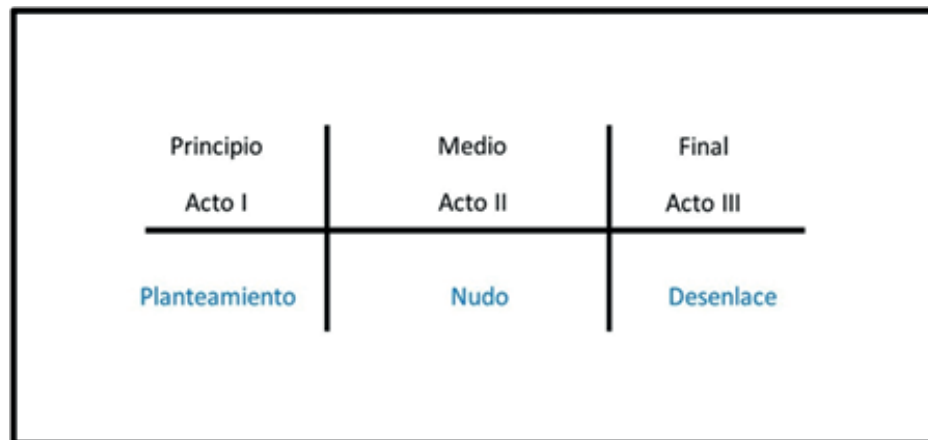 Principio Medio Final
Acto I Acto II Acto III
Planteamiento Nudo Desenlace